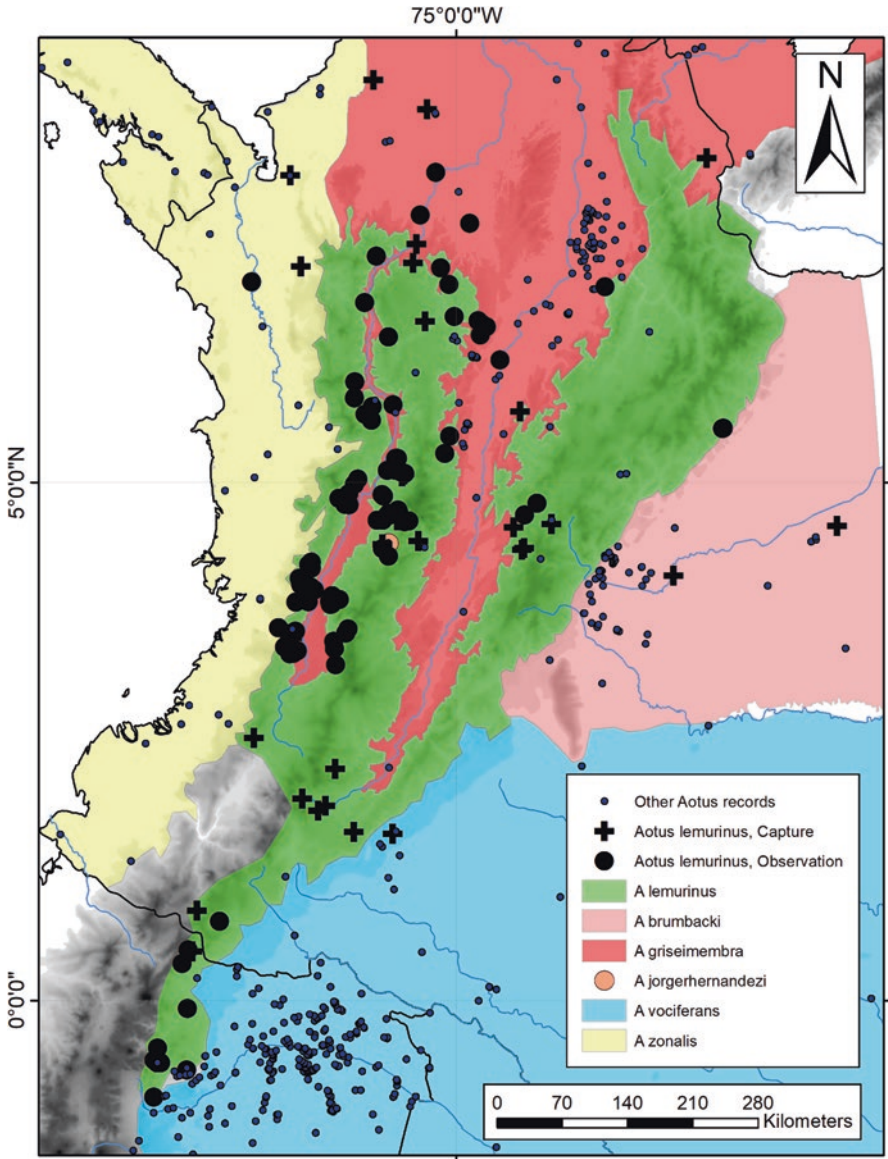 75°0'0"W
N
5°0'0"N
0°0'0"
Other Aotus records
Aotus lemurinus, Capture
Aotus lemurinus, Observation
A lemurinus
A brumbacki
A griseimembra
A jorgerhernandezi
A vociferans
A zonalis
0 70 140 210 280
Kilometers